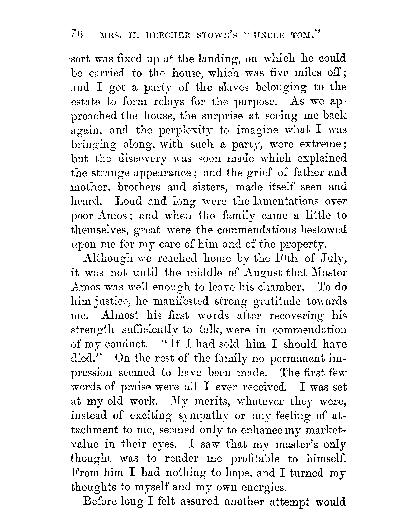 76 MRS. H. BEECHER STOWE'S "UNCLE TOM."
sort was fixed up at the landing, on which he could
be carried to the house, which was five miles off;
and I got a party of the slaves belonging to the
estate to form relays for the purpose. As we ap-
proached the house, the surprise at seeing me back
again, and the perplexity to imagine what I was
bringing along, with such a party, were extreme;
but the discovery was soon made which explained
the strange appearance; and the grief of father and
mother, brothers and sisters, made itself seen and
heard. Loud and long were the lamentations over
poor Amos; and when the family came a little to
themselves, great were the commendations bestowed
upon me for my care of him and of the property.
Although we reached home by the 10th of July,
it was not until the middle of August that Master
Amos was well enough to leave his chamber. To do
him justice, he manifested strong gratitude towards
me. Almost his first words after recovering his
strength sufficiently to talk, were in commendation
of my conduct. "If I had sold him I should have
died." On the rest of the family no permanent im-
pression seemed to have been made. The first few
words of praise were all I ever received. I was set
at my old work. My merits, whatever they were,
instead of exciting sympathy or any feeling of at-
tachment to me, seemed only to enhance my market-
value in their eyes. I saw that my master's only
thought was to render me profitable to himself.
From him I had nothing to hope, and I turned my
thoughts to myself and my own energies.
Before long I felt assured another attempt would